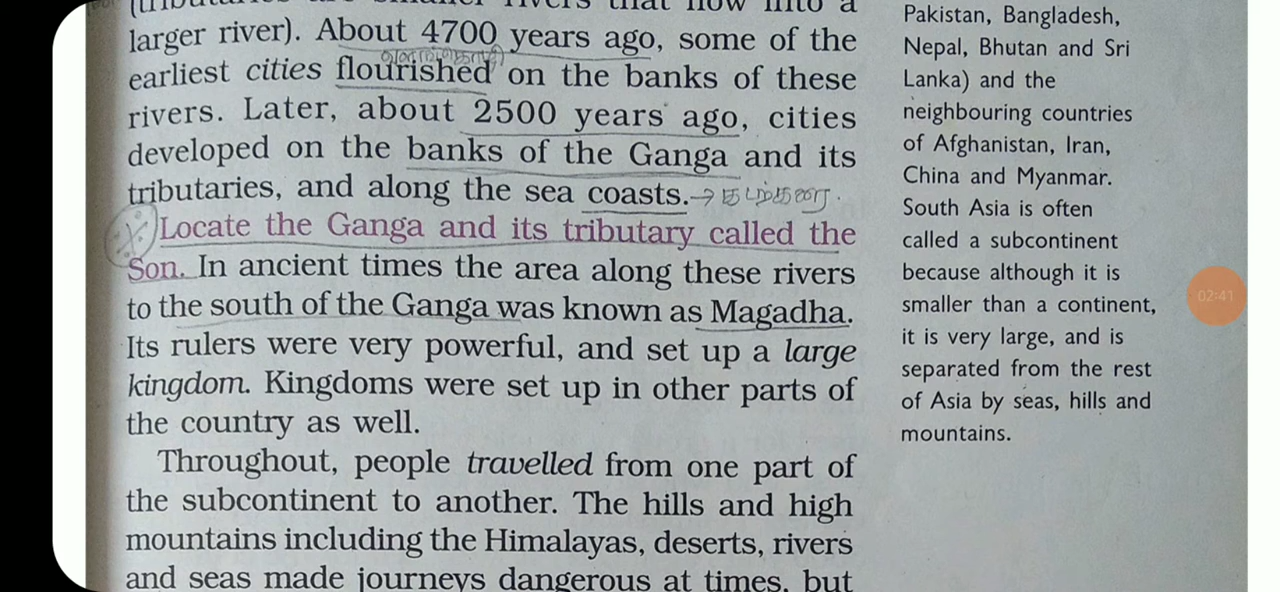 (tributaries are smaller rivers that flow into a
larger river). About 4700 years ago, some of the
earliest cities flourished on the banks of these
rivers. Later, about 2500 years ago, cities
developed on the banks of the Ganga and its
tributaries, and along the sea coasts.→
Locate the Ganga and its tributary called the
Son. In ancient times the area along these rivers
to the south of the Ganga was known as Magadha.
Its rulers were very powerful, and set up a large
kingdom. Kingdoms were set up in other parts of
the country as well.
Throughout, people travelled from one part of
the subcontinent to another. The hills and high
mountains including the Himalayas, deserts, rivers
and seas made journeys dangerous at times, but
Pakistan, Bangladesh,
Nepal, Bhutan and Sri
Lanka) and the
neighbouring countries
of Afghanistan, Iran,
China and Myanmar.
South Asia is often
called a subcontinent
because although it is
smaller than a continent,
it is very large, and is
separated from the rest
of Asia by seas, hills and
mountains.
02:41